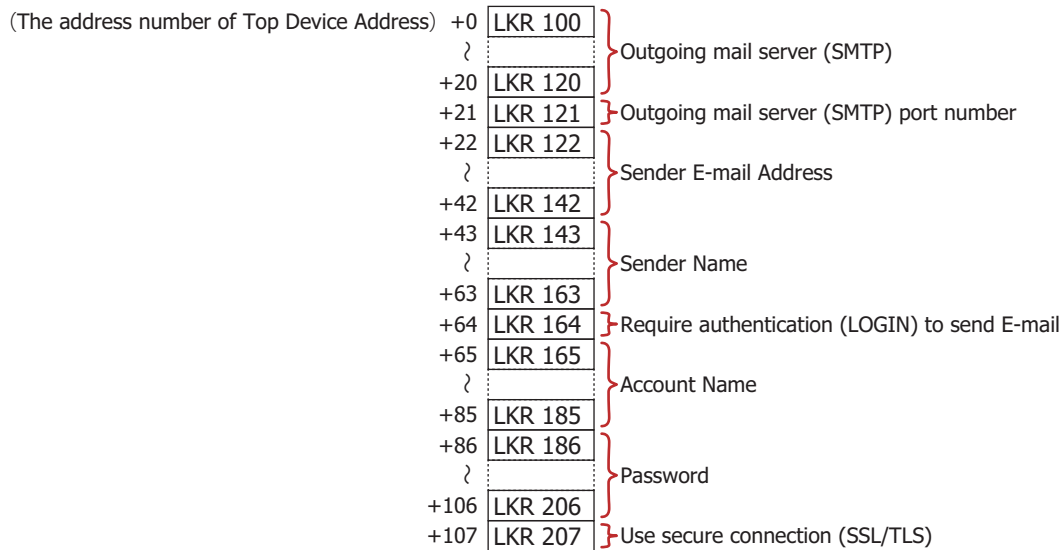 (The address number of Top Device Address) +0 LKR 100
~ Outgoing mail server (SMTP)
+20 LKR 120
+21 LKR 121 Outgoing mail server (SMTP) port number
+22 LKR 122
~ Sender E-mail Address
+42 LKR 142
+43 LKR 143
~ Sender Name
+63 LKR 163
+64 LKR 164 Require authentication (LOGIN) to send E-mail
+65 LKR 165
~ Account Name
+85 LKR 185
+86 LKR 186
~ Password
+106 LKR 206
+107 LKR 207 Use secure connection (SSL/TLS)